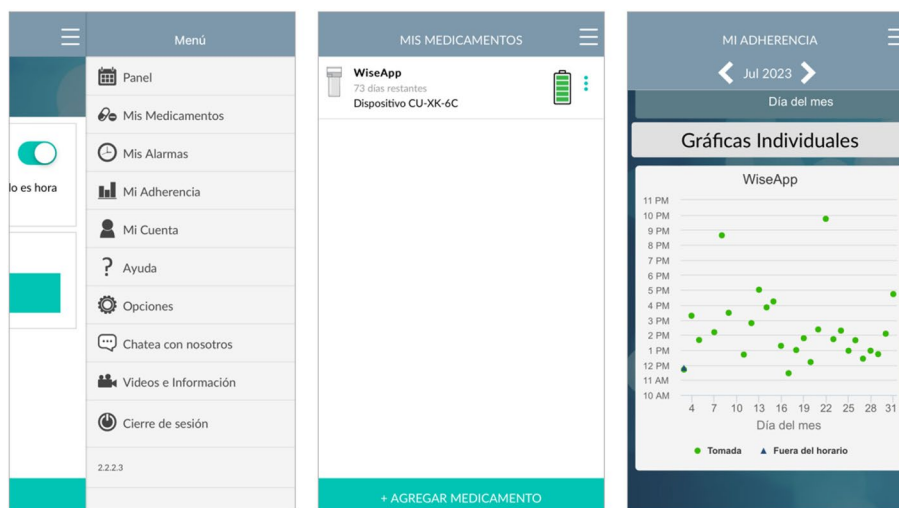 lo es hora
Menú
Panel
Mis Medicamentos
Mis Alarmas
Mi Adherencia
Mi Cuenta
Ayuda
Opciones
Chatea con nosotros
Videos e Información
Cierre de sesión
2.2.2.3
MIS MEDICAMENTOS
WiseApp
73 días restantes
Dispositivo CU-XK-6C
+ AGREGAR MEDICAMENTO
MI ADHERENCIA
Jul 2023
Día del mes
Gráficas Individuales
WiseApp
11 PM
10 PM
9 PM
8 PM
7 PM
6 PM
5 PM
4 PM
3 PM
2 PM
1 PM
12 PM
11 AM
10 AM
4 7 10 13 16 19 22 25 28 31
Día del mes
Tomada Fuera del horario